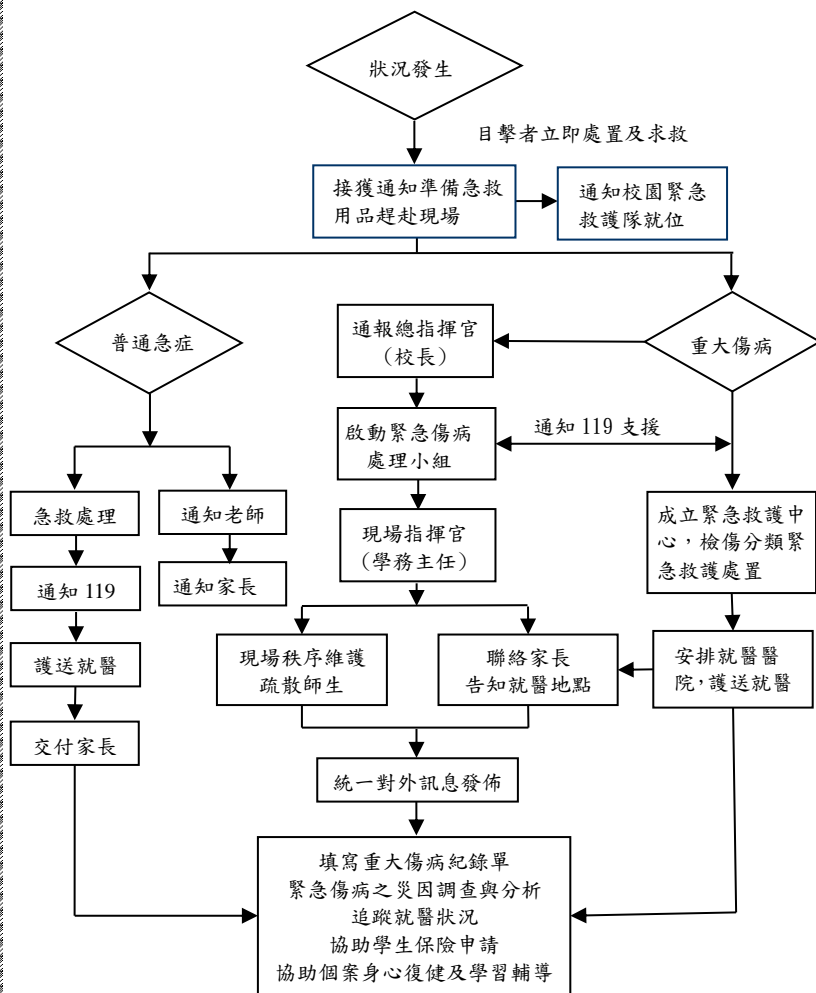 狀況發生
目擊者立即處置及求救
接獲通知準備急救
用品趕赴現場
通知校園緊急
救護隊就位
普通急症
通報總指揮官
(校長)
重大傷病
啟動緊急傷病
處理小組
通知 119 支援
急救處理
通知老師
現場指揮官
(學務主任)
成立緊急救護中
心，檢傷分類緊
急救護處置
通知 119
通知家長
護送就醫
現場秩序維護
疏散師生
聯絡家長
告知就醫地點
安排就醫醫
院，護送就醫
交付家長
統一對外訊息發佈
填寫重大傷病紀錄單
緊急傷病之災因調查與分析
追蹤就醫狀況
協助學生保險申請
協助個案身心復健及學習輔導